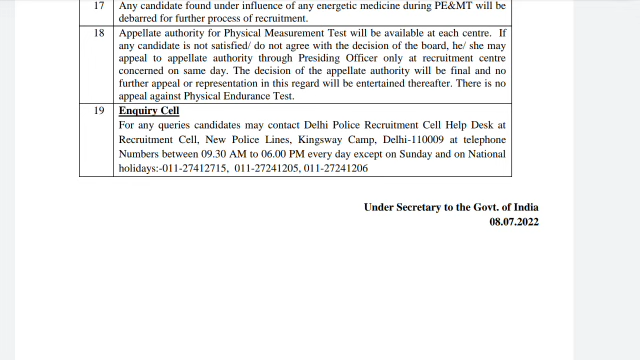 17 Any candidate found under influence of any energetic medicine during PE&MT will be
debarred for further process of recruitment.
18 Appellate authority for Physical Measurement Test will be available at each centre. If
any candidate is not satisfied/ do not agree with the decision of the board, he/ she may
appeal to appellate authority through Presiding Officer only at recruitment centre
concerned on same day. The decision of the appellate authority will be final and no
further appeal or representation in this regard will be entertained thereafter. There is no
appeal against Physical Endurance Test.
19 Enquiry Cell
For any queries candidates may contact Delhi Police Recruitment Cell Help Desk at
Recruitment Cell, New Police Lines, Kingsway Camp, Delhi-110009 at telephone
Numbers between 09.30 AM to 06.00 PM every day except on Sunday and on National
holidays:-011-27412715, 011-27241205, 011-27241206
Under Secretary to the Govt. of India
08.07.2022